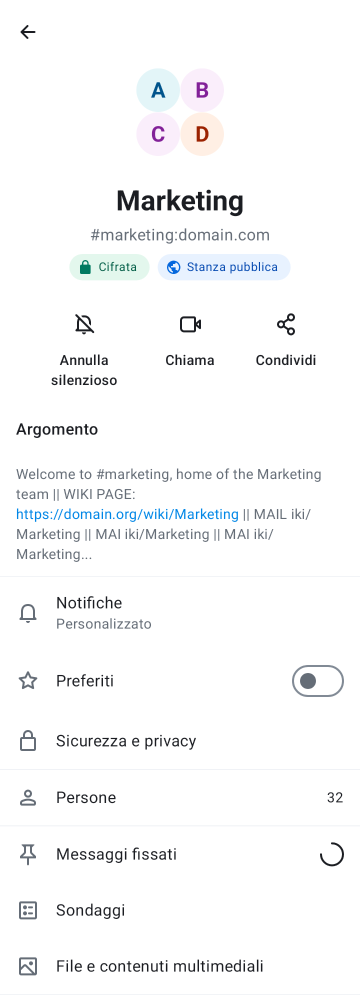 A B
C D
Marketing
#marketing:domain.com
Cifrata Stanza pubblica
Annulla silenzioso
Chiama
Condividi
Argomento
Welcome to #marketing, home of the Marketing
team || WIKI PAGE:
https://domain.org/wiki/Marketing || MAIL iki/
Marketing || MAI iki/Marketing || MAI iki/
Marketing...
Notifiche
Personalizzato
Preferiti
Sicurezza e privacy
Persone 32
Messaggi fissati
Sondaggi
File e contenuti multimediali